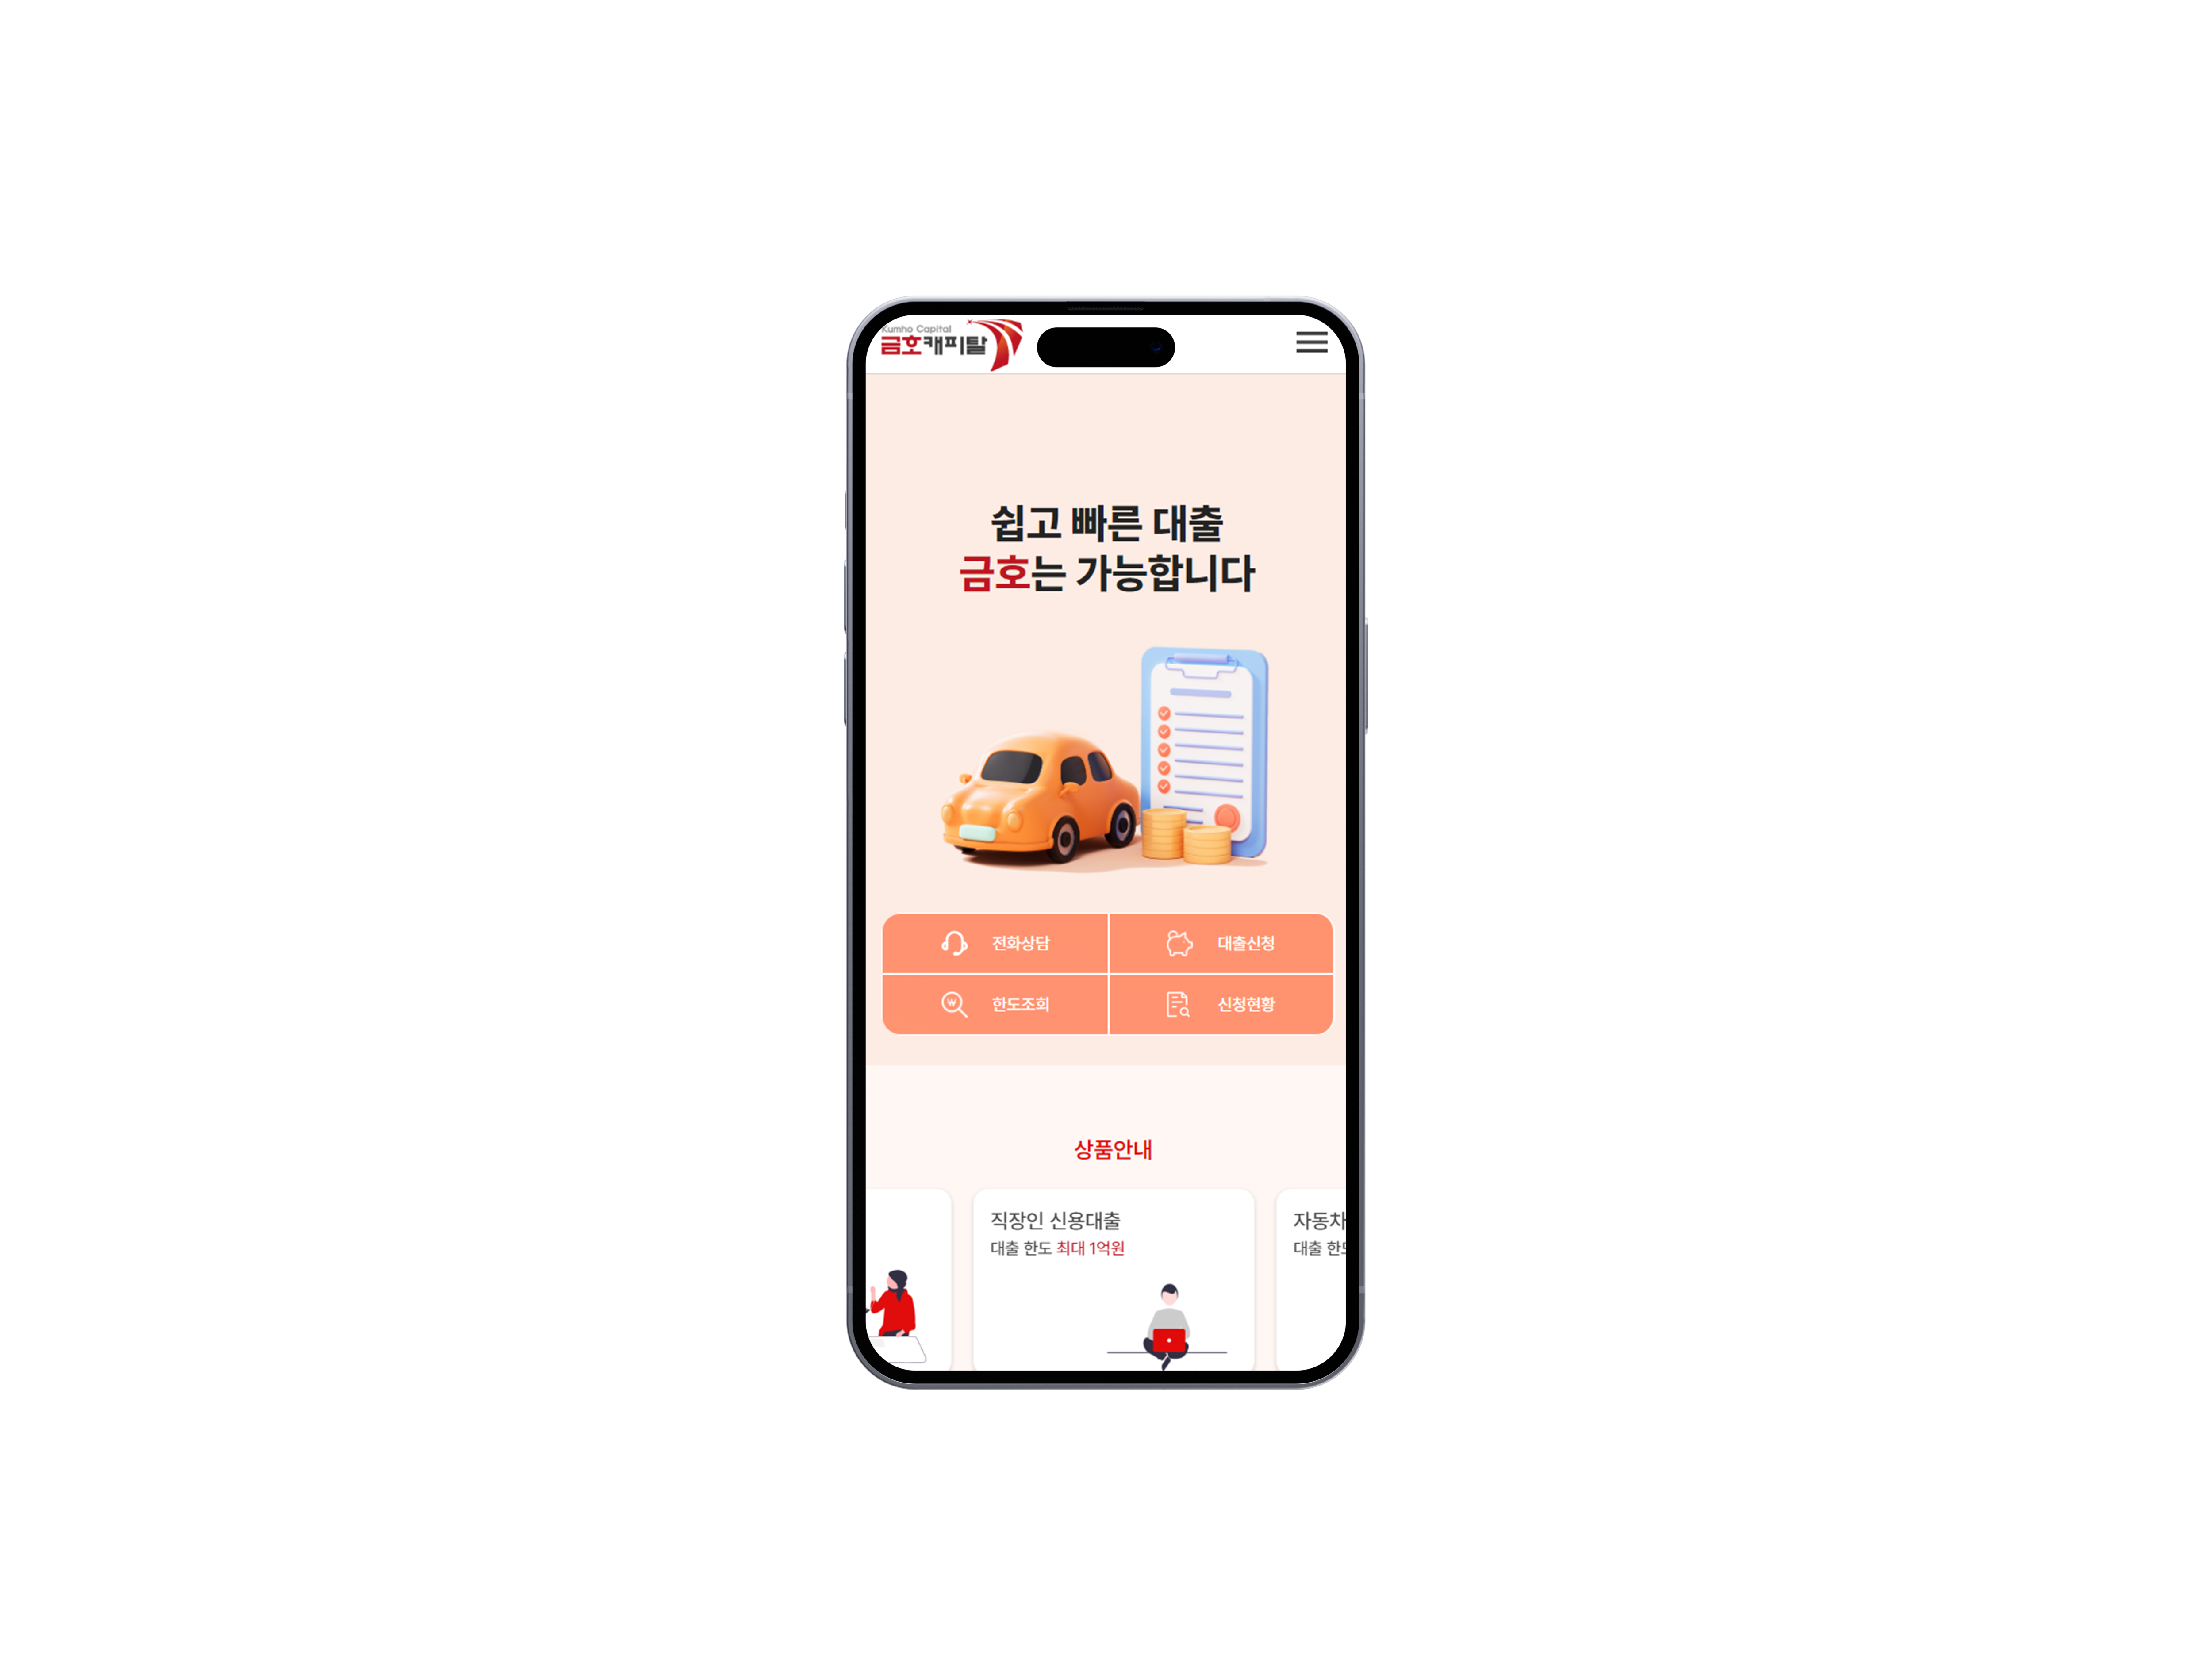 Kumho Capital
금호캐피탈
쉽고 빠른 대출
금호는 가능합니다
전화상담
대출신청
한도조회
신청현황
상품안내
직장인 신용대출
대출 한도 최대 1억원
자동차
대출 한도